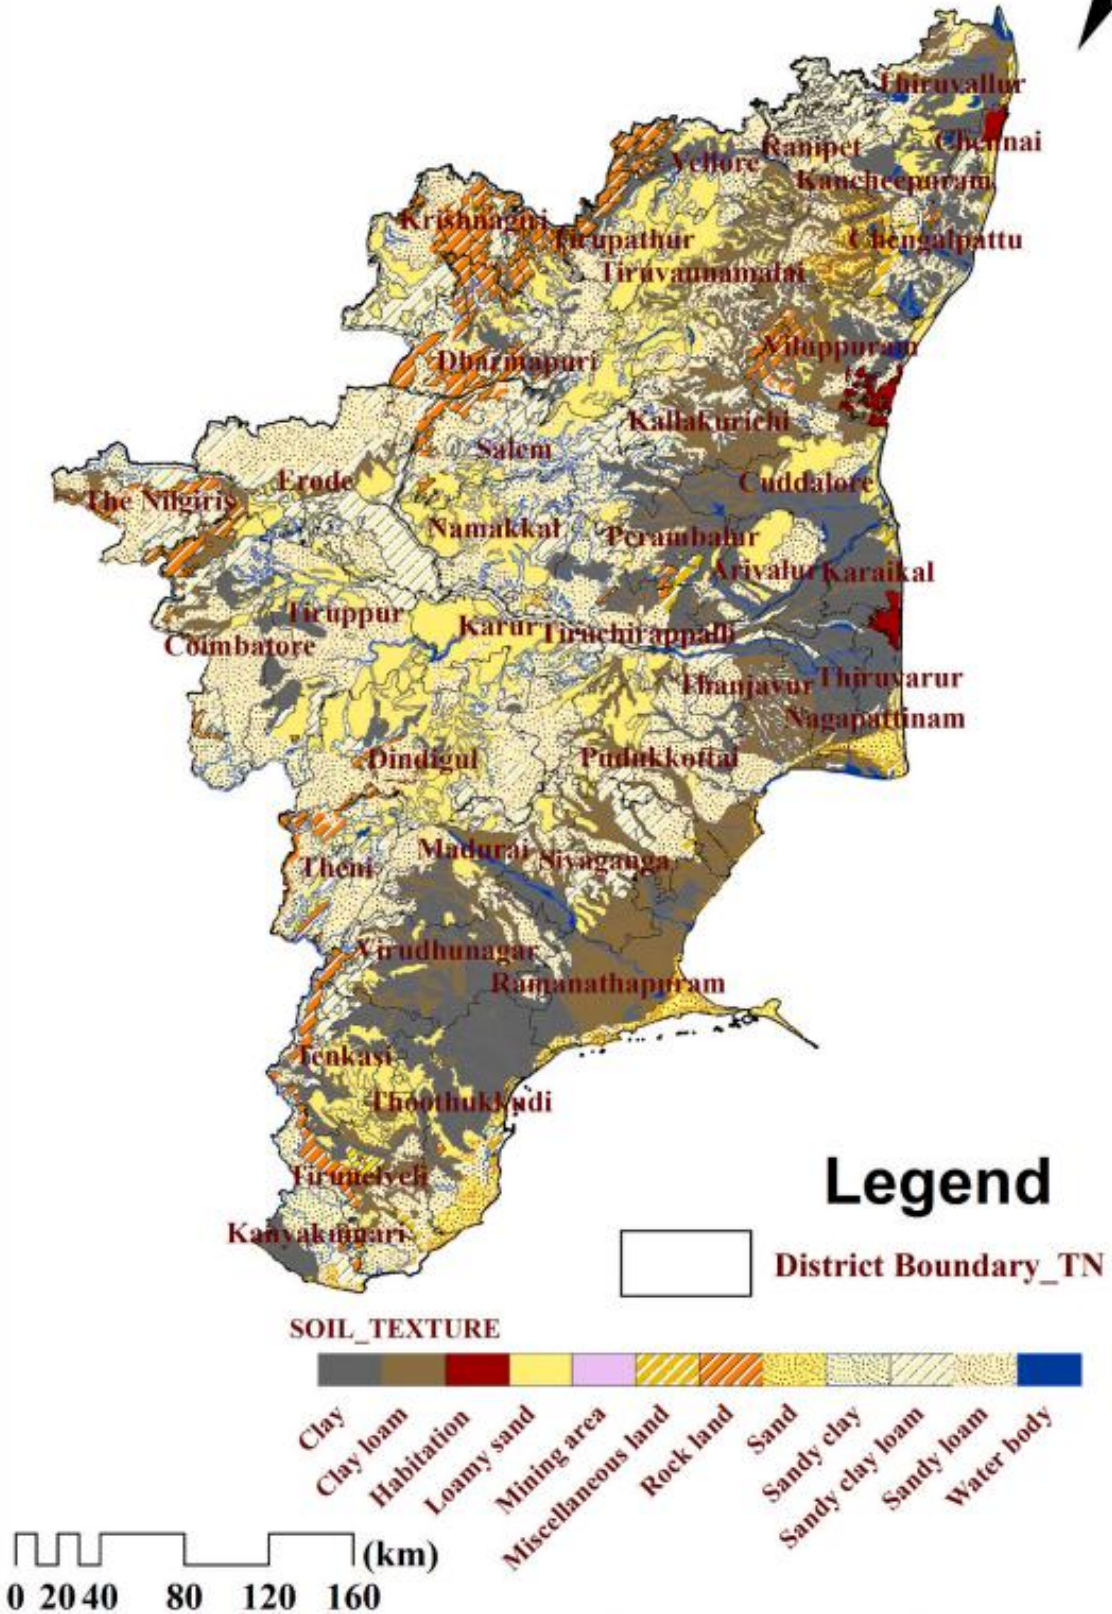 Thiruvallur
Chennai
Ranipet
Vellore
Kancheepuram
Krishnagiri
Tirupathur
Chengalpattu
Tiruvannamalai
Viluppuram
Dharmapuri
Kallakurichi
Salem
Erode
Cuddalore
The Nilgiris
Namakkal
Perambalur
Arivalur
Karaikal
Tiruppur
Karur
Tiruchirappalli
Coimbatore
Thanjavur
Thiruvarur
Nagapattinam
Dindigul
Pudukkottai
Madurai
Sivaganga
Theni
Virudhunagar
Ramanathapuram
Tenkasi
Thoothukkudi
Tirunelveli
Kanyakumari
Legend
District Boundary_TN
SOIL_TEXTURE
Clay
Clay loam
Habitation
Loamy sand
Mining area
Miscellaneous land
Rock land
Sand
Sandy clay
Sandy clay loam
Sandy loam
Water body
(km)
0 20 40 80 120 160